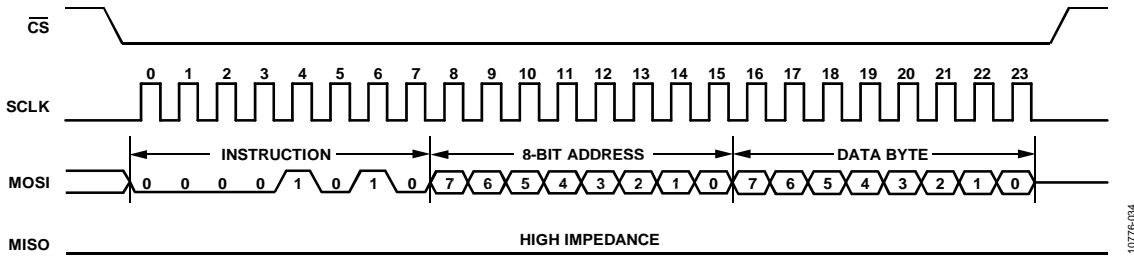 CS
0 1 2 3 4 5 6 7 8 9 10 11 12 13 14 15 16 17 18 19 20 21 22 23
SCLK
INSTRUCTION 8-BIT ADDRESS DATA BYTE
MOSI 0 0 0 0 1 0 1 0 7 6 5 4 3 2 1 0 7 6 5 4 3 2 1 0
MISO HIGH IMPEDANCE
10776-034